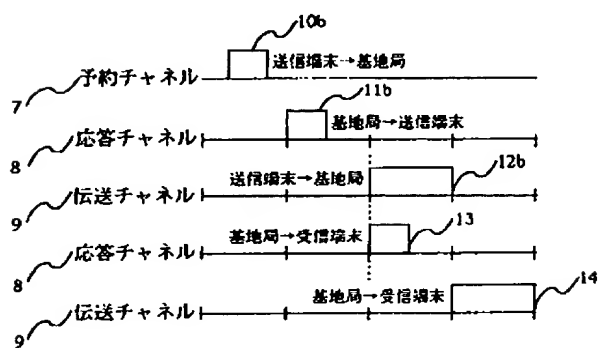 10b
送信端末→基地局
予約チャネル
7
11b
基地局→送信端末
応答チャネル
8
送信端末→基地局
12b
伝送チャネル
9
基地局→受信端末
13
応答チャネル
8
基地局→受信端末
14
伝送チャネル
9